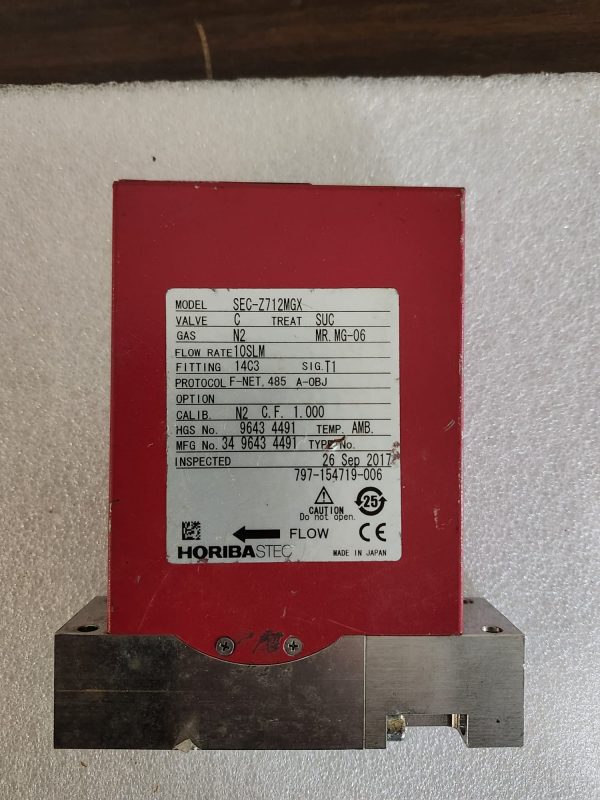 MODEL SEC-Z712MGX
VALVE C TREAT SUC
GAS N2 MR.MG-06
FLOW RATE 10SLM
FITTING 14C3 SIG. T1
PROTOCOL F-NET. 485 A-OBJ
OPTION
CALIB. N2 C.F. 1.000
HGS No. 9643 4491 TEMP. AMB.
MFG No. 34 9643 4491 TYPE No.
INSPECTED 26 Sep 2017
797-154719-006
CAUTION
Do not open.
25
FLOW
CE
HORIBASTEC
MADE IN JAPAN